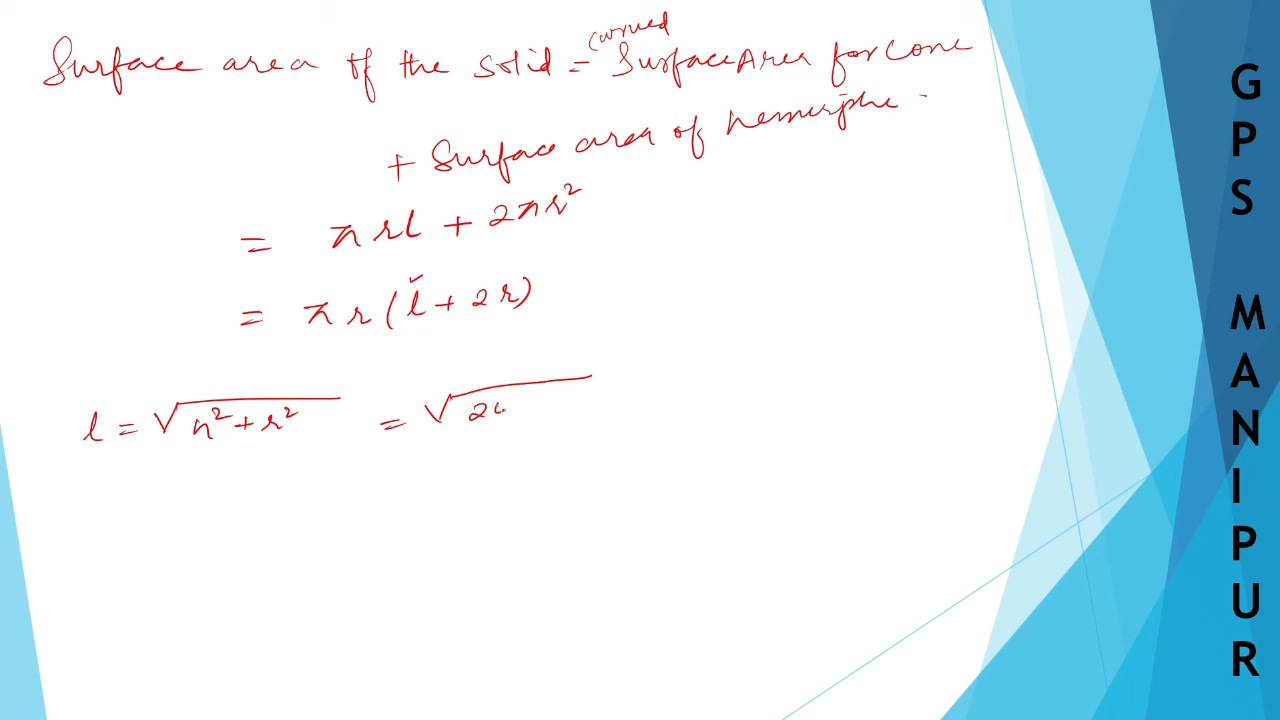 Surface area of the solid = Curved Surface Area for Cone
+ Surface area of hemisphe
= πrl + 2πr²
= πr(l + 2r)
l = √h²+r² = √2
GPS MANIPUR